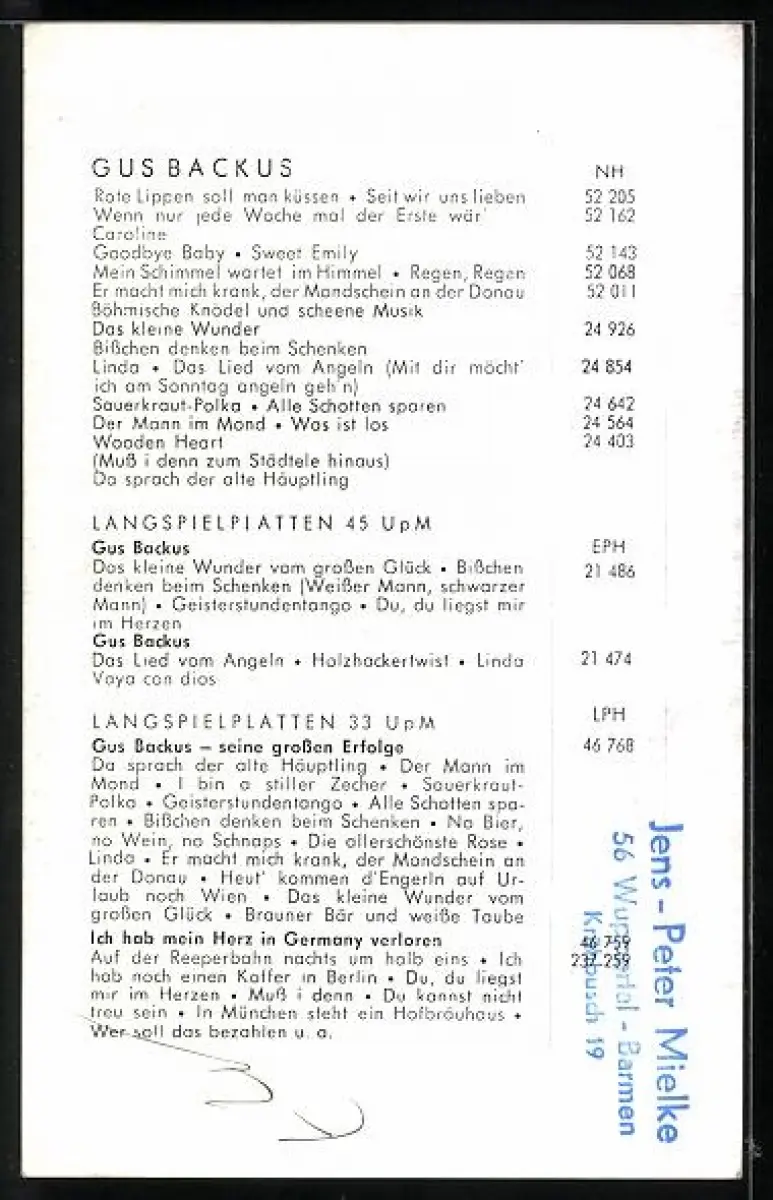 GUS BACKUS NH
Rote Lippen soll man küssen • Seit wir uns lieben 52 205
Wenn nur jede Woche mal der Erste wär' 52 162
Caroline
Goodbye Baby • Sweet Emily 52 143
Mein Schimmel wartet im Himmel • Regen, Regen 52 068
Er macht mich krank, der Mondschein an der Donau 52 011
Böhmische Knödel und scheene Musik
Das kleine Wunder 24 926
Bißchen denken beim Schenken
Linda • Das Lied vom Angeln (Mit dir möcht' 24 854
ich am Sonntag angeln geh'n)
Sauerkraut-Polka • Alle Schotten sparen 24 642
Der Mann im Mond • Was ist los 24 564
Wooden Heart 24 403
(Muß i denn zum Städtele hinaus)
Da sprach der alte Häuptling
LANGSPIELPLATTEN 45 UpM
Gus Backus EPH
Das kleine Wunder vom großen Glück • Bißchen 21 486
denken beim Schenken (Weißer Mann, schwarzer
Mann) • Geisterstundentango • Du, du liegst mir
im Herzen
Gus Backus
Das Lied vom Angeln • Holzhackertwist • Linda 21 474
Vaya con dios
LANGSPIELPLATTEN 33 UpM LPH
Gus Backus – seine großen Erfolge 46 768
Da sprach der alte Häuptling • Der Mann im
Mond • I bin a stiller Zecher • Sauerkraut-
Polka • Geisterstundentango • Alle Schotten spa-
ren • Bißchen denken beim Schenken • No Bier,
no Wein, no Schnaps • Die allerschönste Rose •
Linda • Er macht mich krank, der Mondschein an
der Donau • Heut' kommen d'Engerln auf Ur-
laub noch Wien • Das kleine Wunder vom
großen Glück • Brauner Bär und weiße Taube
Ich hab mein Herz in Germany verloren 46 759
Auf der Reeperbahn nachts um halb eins • Ich 237 259
hab noch einen Koffer in Berlin • Du, du liegst
mir im Herzen • Muß i denn • Du kannst nicht
treu sein • In München steht ein Hofbräuhaus •
Wer soll das bezahlen u. a.
Jens - Peter Mielke
56 Wuppertal - Barmen
19